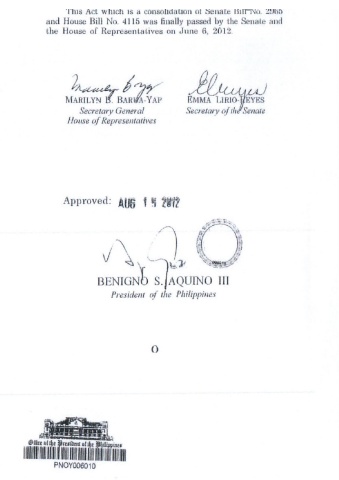 This Act which is a consolidation of Senate Bill No. 2965
and House Bill No. 4115 was finally passed by the Senate and
the House of Representatives on June 6, 2012.
MARILYN B. BARUA-YAP EMMA LIRIO-REYES
Secretary General Secretary of the Senate
House of Representatives
Approved: AUG 15 2012
BENIGNO S. AQUINO III
President of the Philippines
O
Office of the President of the Philippines
PNOY006010